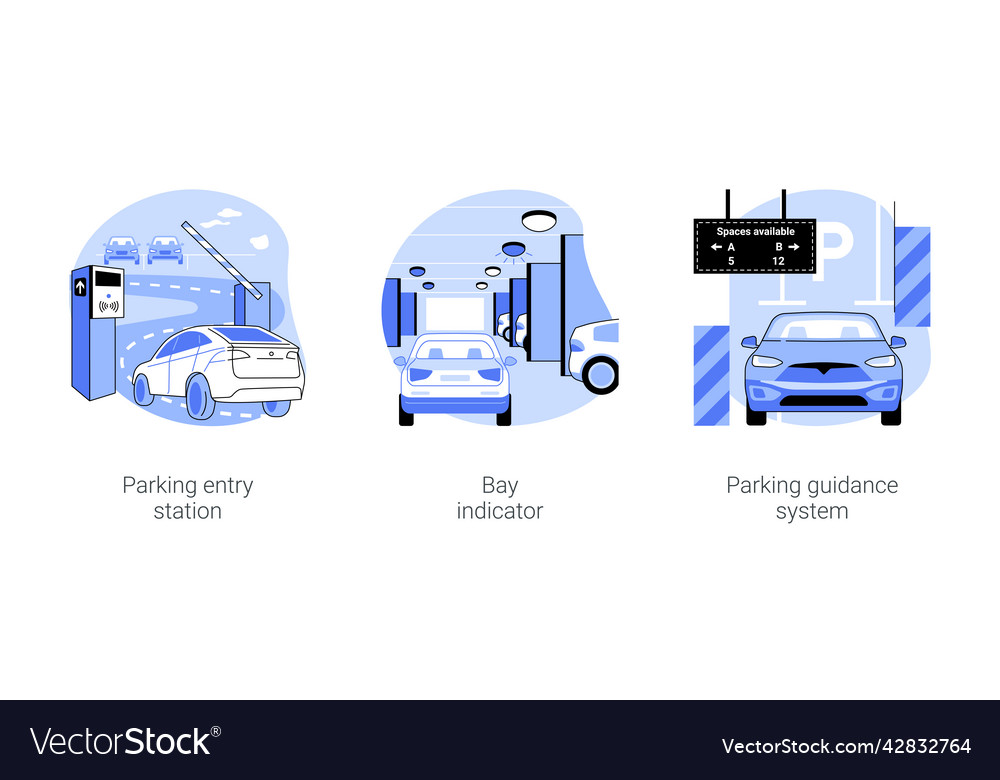 Spaces available
← A B →
5 12
P
Parking entry
station
Bay
indicator
Parking guidance
system
VectorStock®
VectorStock.com/42832764